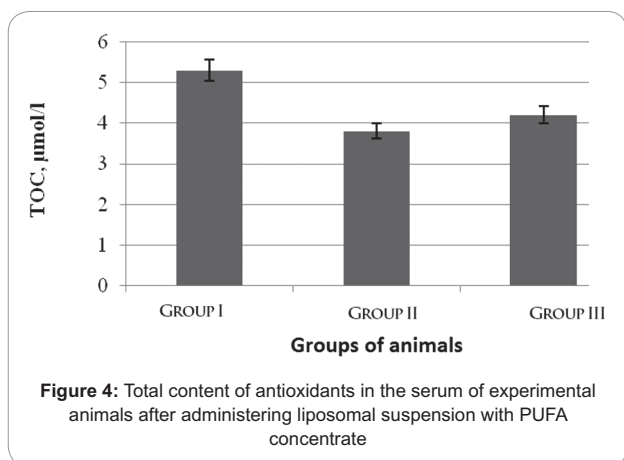 6
5
4
3
2
1
0
TOC, µmol/l
GROUP I
GROUP II
GROUP III
Groups of animals
Figure 4: Total content of antioxidants in the serum of experimental
animals after administering liposomal suspension with PUFA
concentrate